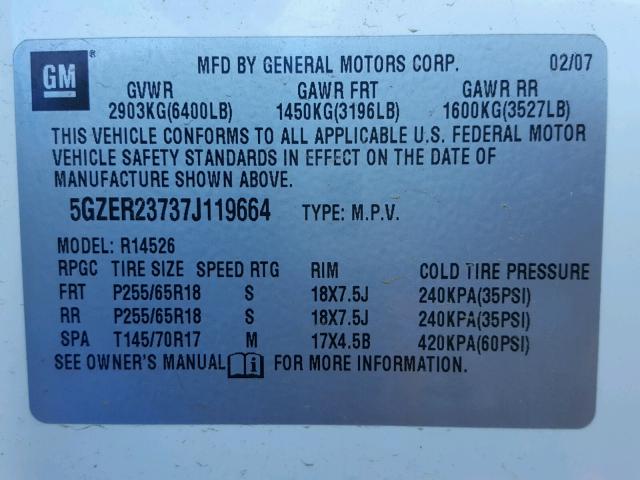 GM ®
MFD BY GENERAL MOTORS CORP. 02/07
GVWR GAWR FRT GAWR RR
2903KG(6400LB) 1450KG(3196LB) 1600KG(3527LB)
THIS VEHICLE CONFORMS TO ALL APPLICABLE U.S. FEDERAL MOTOR
VEHICLE SAFETY STANDARDS IN EFFECT ON THE DATE OF
MANUFACTURE SHOWN ABOVE.
5GZER23737J119664 TYPE: M.P.V.
MODEL: R14526
RPGC TIRE SIZE SPEED RTG RIM COLD TIRE PRESSURE
FRT P255/65R18 S 18X7.5J 240KPA(35PSI)
RR P255/65R18 S 18X7.5J 240KPA(35PSI)
SPA T145/70R17 M 17X4.5B 420KPA(60PSI)
SEE OWNER'S MANUAL i FOR MORE INFORMATION.